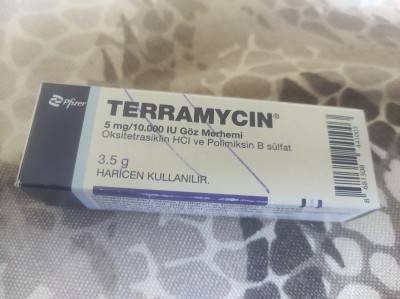 Pfizer
TERRAMYCIN®
5 mg/10.000 IU Göz Merhemi
Oksitetrasiklin HCl ve Polimiksin B sülfat
3.5 g
HARİCEN KULLANILIR.